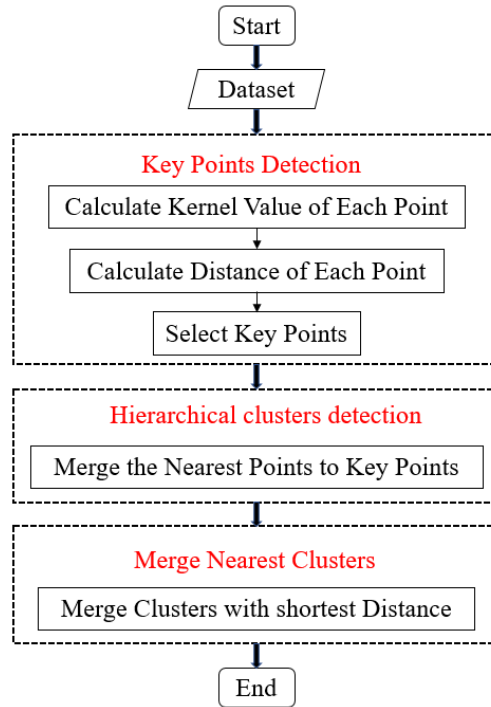 Start
Dataset
Key Points Detection
Calculate Kernel Value of Each Point
Calculate Distance of Each Point
Select Key Points
Hierarchical clusters detection
Merge the Nearest Points to Key Points
Merge Nearest Clusters
Merge Clusters with shortest Distance
End